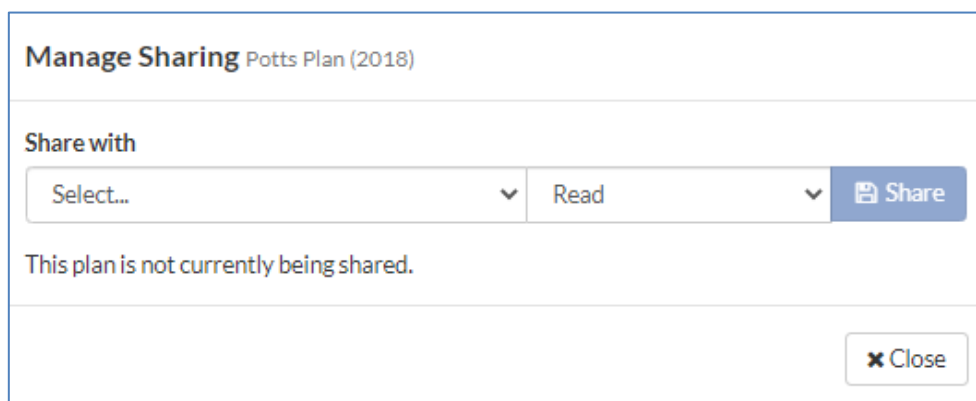 Manage Sharing Potts Plan (2018)
Share with
Select... Read Share
This plan is not currently being shared.
Close